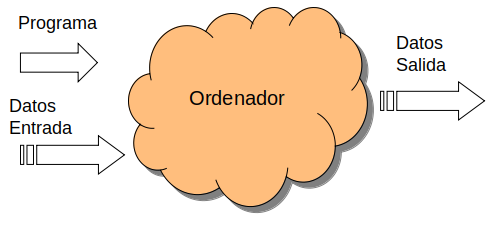 Programa
Datos
Entrada
Ordenador
Datos
Salida